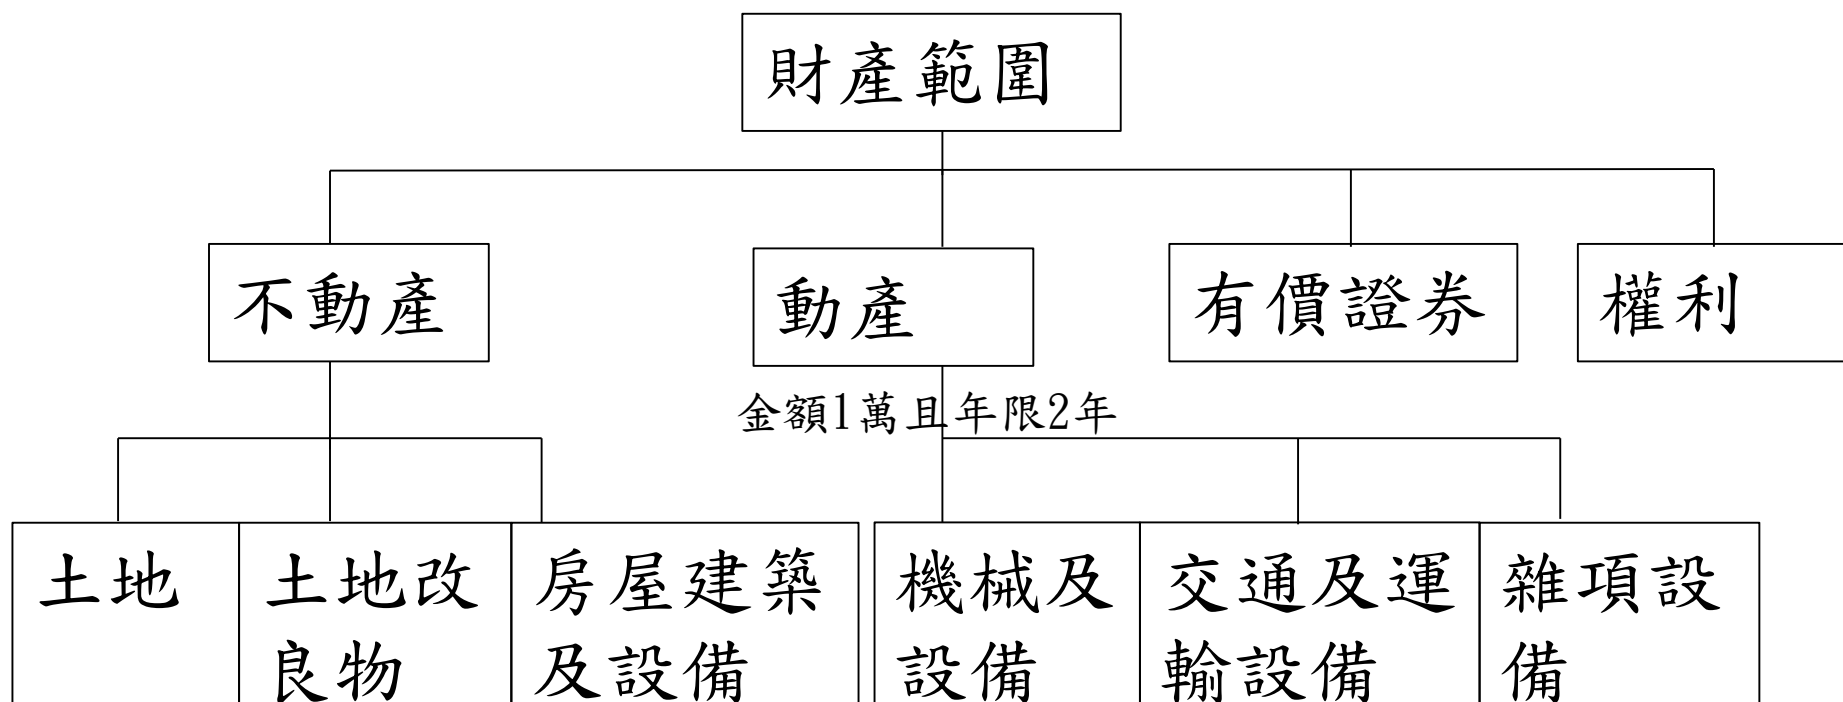 財產範圍
不動產
動產
有價證券
權利
金額1萬且年限2年
土地
土地改
良物
房屋建築
及設備
機械及
設備
交通及運
輸設備
雜項設
備